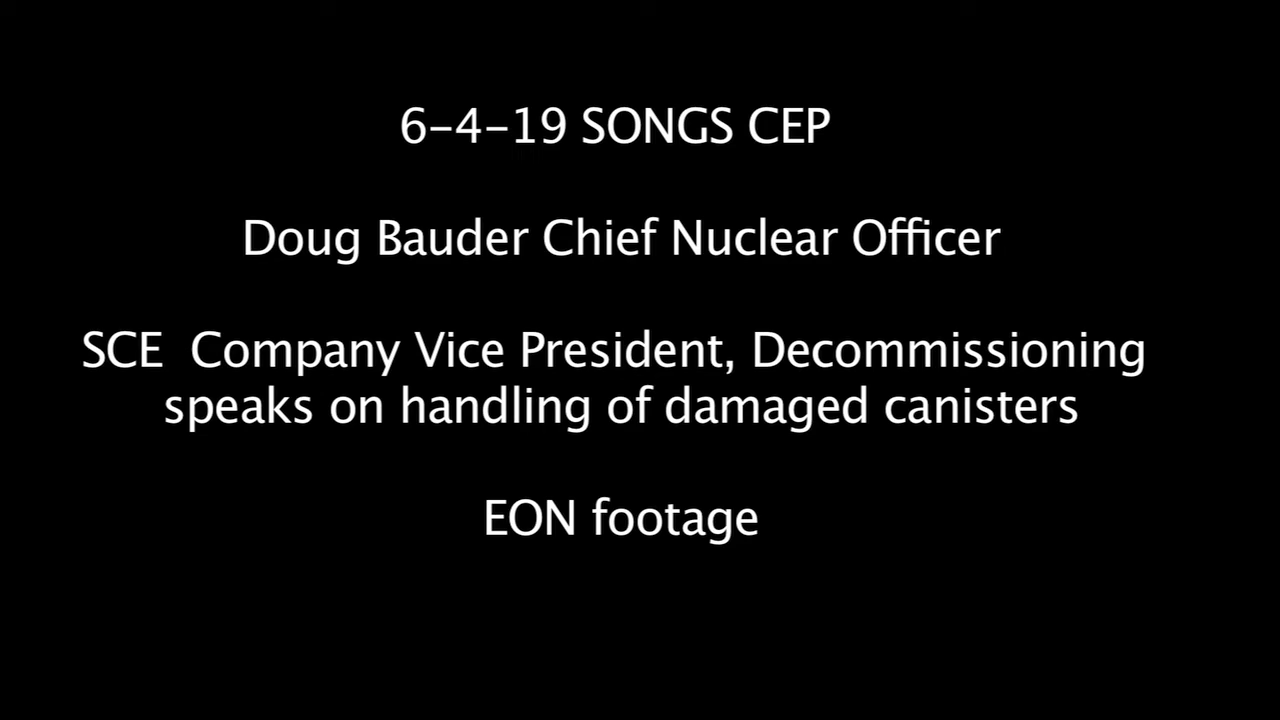 6-4-19 SONGS CEP
Doug Bauder Chief Nuclear Officer
SCE  Company Vice President, Decommissioning
speaks on handling of damaged canisters
EON footage